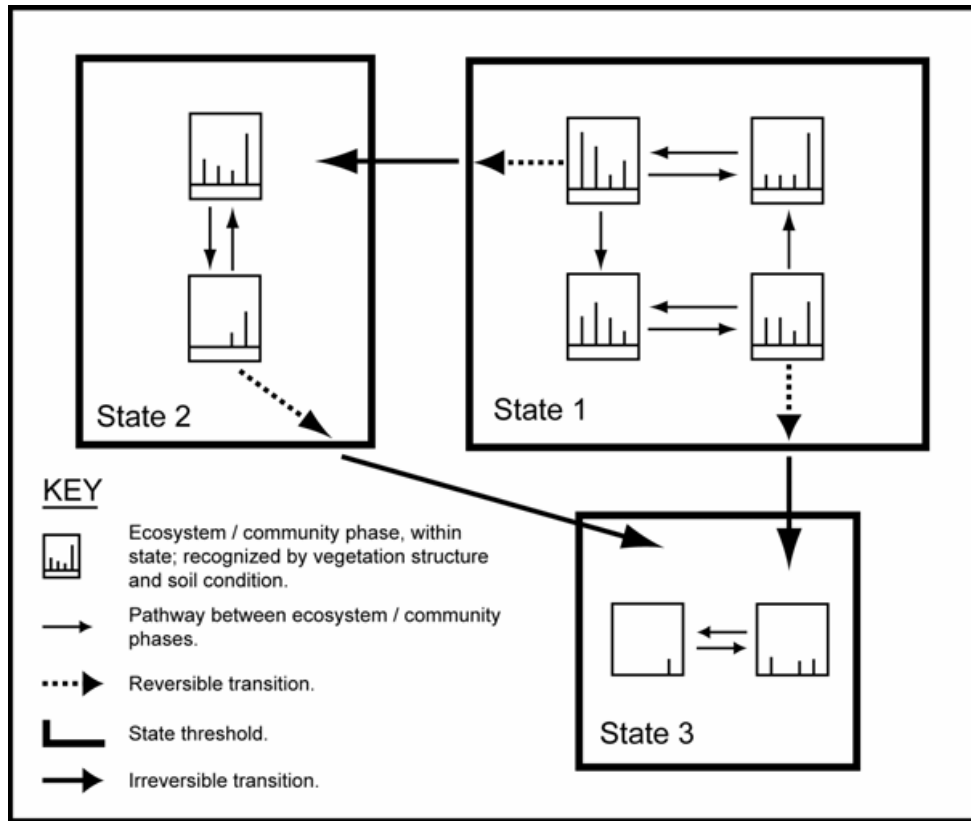 State 2
State 1
State 3
KEY
Ecosystem / community phase, within
state; recognized by vegetation structure
and soil condition.
Pathway between ecosystem / community
phases.
Reversible transition.
State threshold.
Irreversible transition.